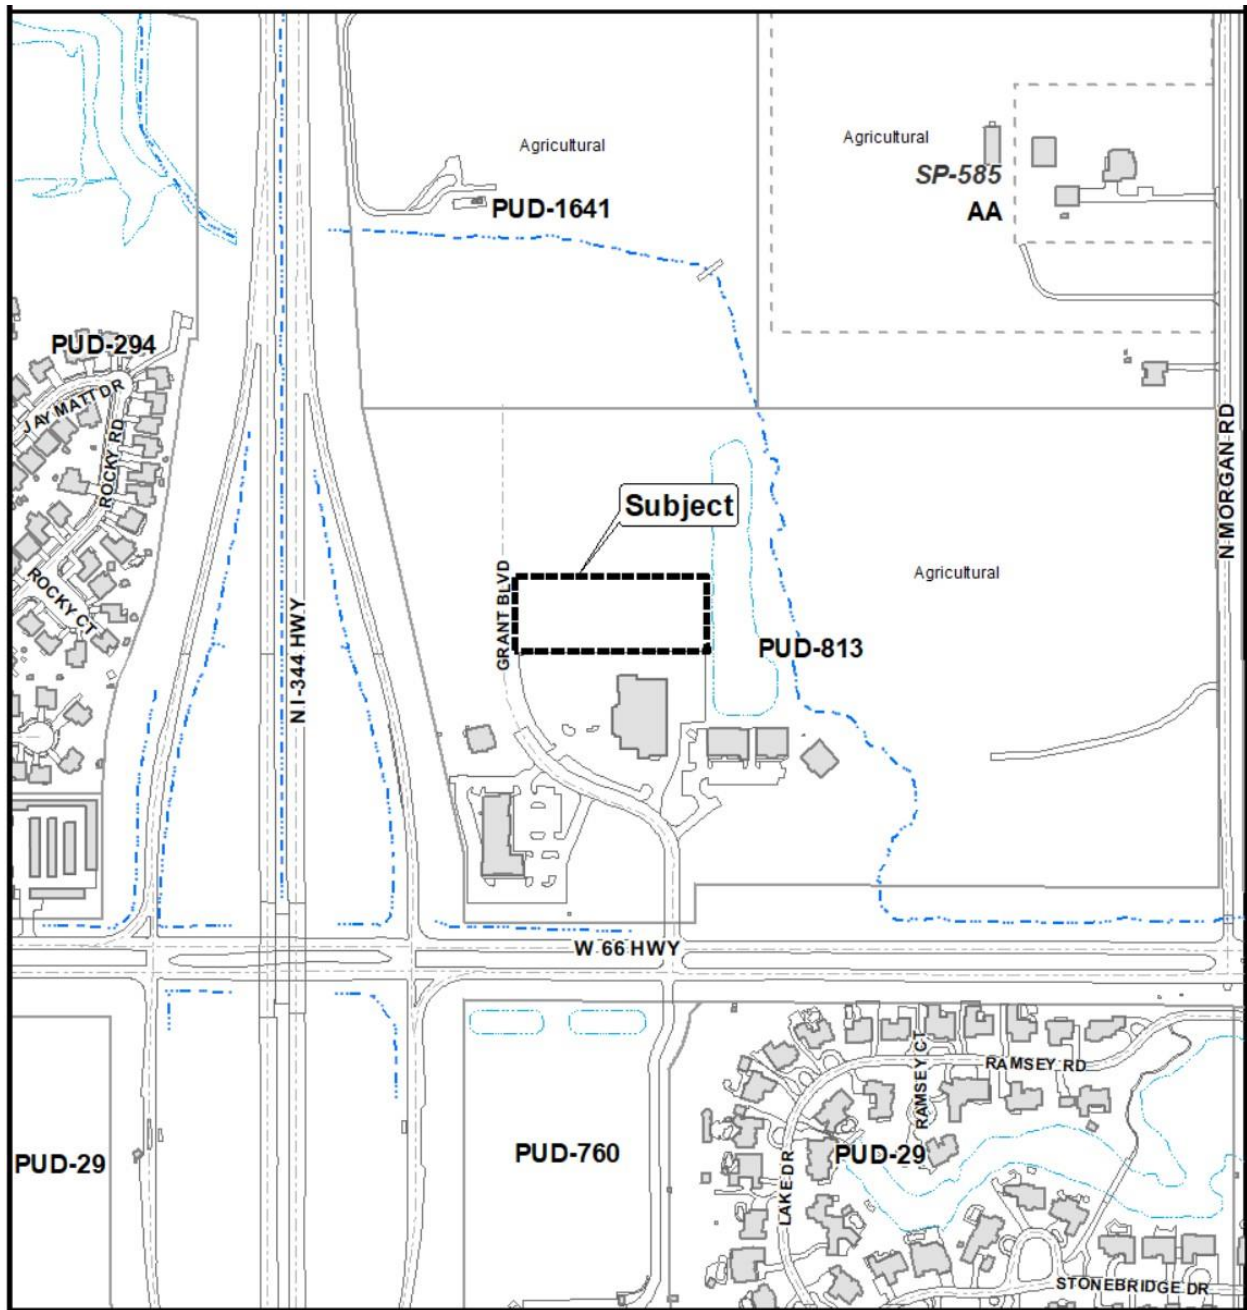 Agricultural
Agricultural
SP-585
AA
PUD-1641
PUD-294
JAY MATT DR
ROCKY RD
ROCKY CT
N I-344 HWY
N MORGAN RD
Subject
GRANT BLVD
Agricultural
PUD-813
W 66 HWY
RAMSEY RD
RAMSEY CT
PUD-29
PUD-760
PUD-29
LAKE DR
STONEBRIDGE DR